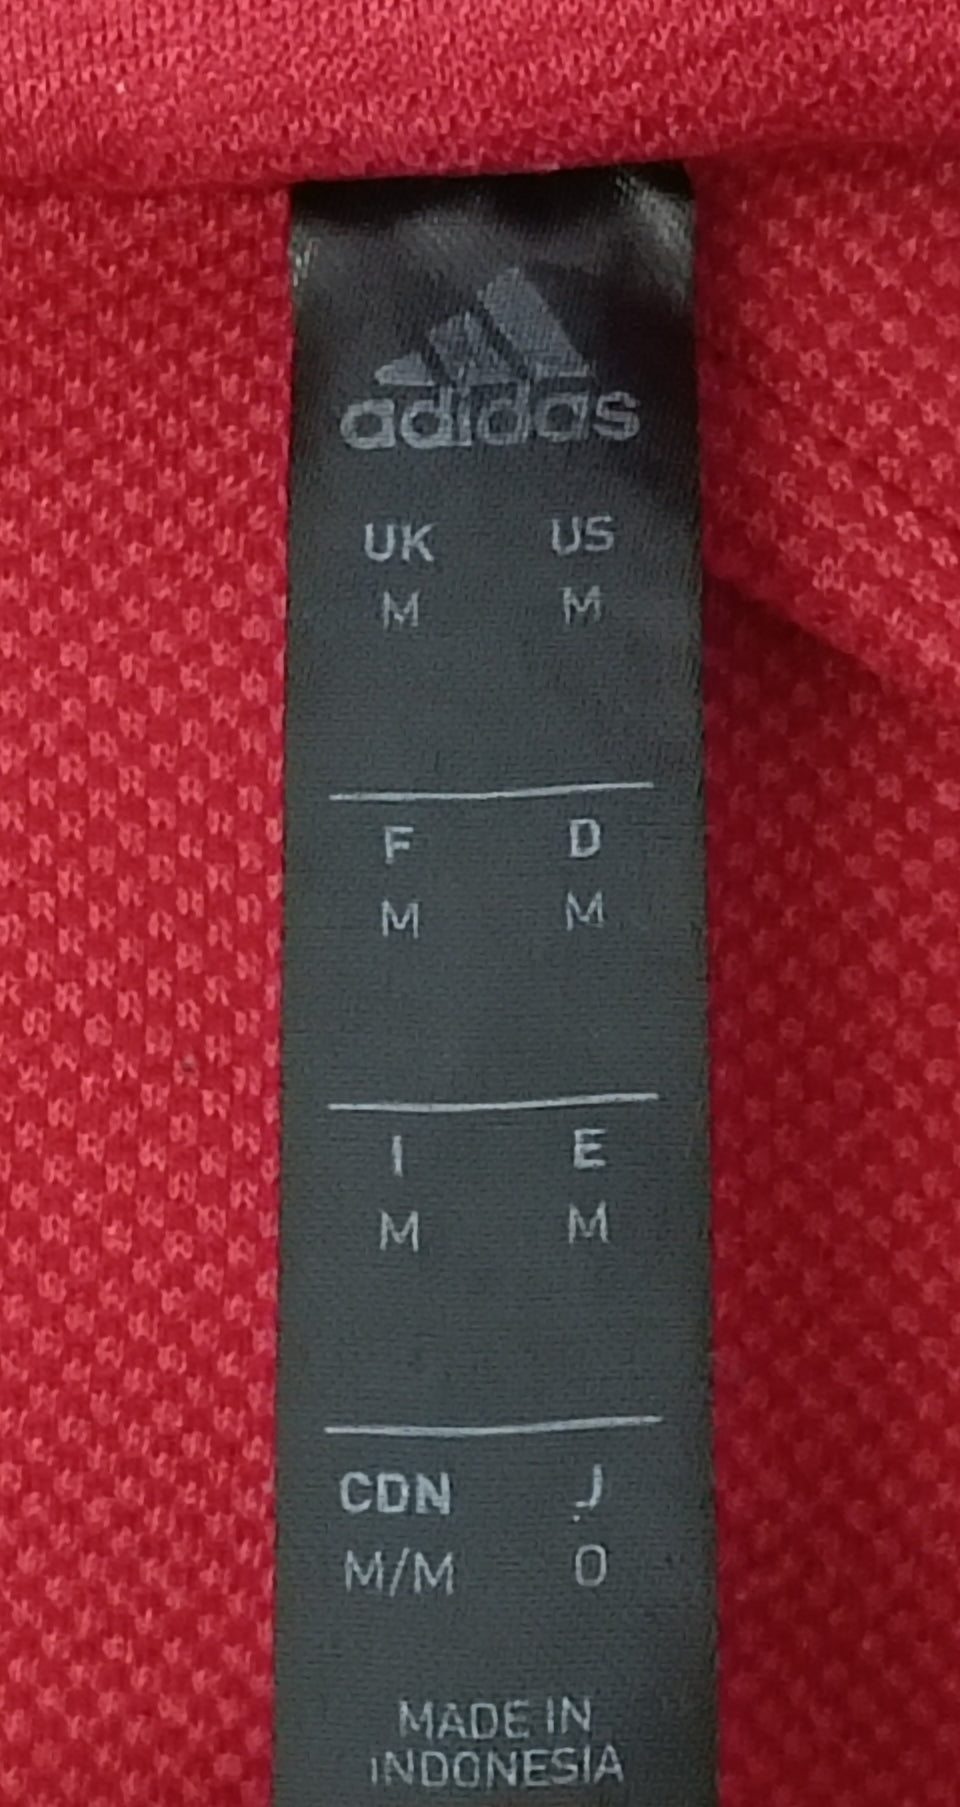 adidas
UK US
M M
F D
M M
I E
M M
CDN J
M/M O
MADE IN
INDONESIA